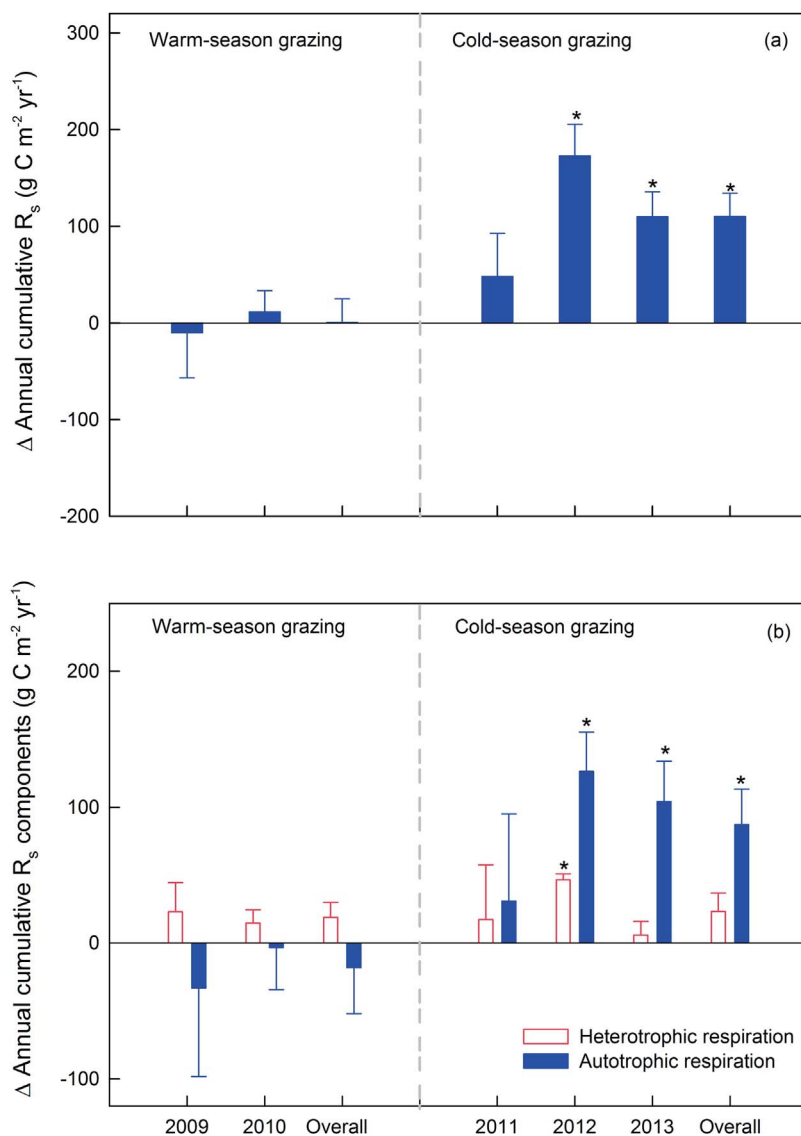 Δ Annual cumulative Rs (g C m-2 yr-1)
300
200
100
0
-100
-200
Warm-season grazing
Cold-season grazing
(a)
*
*
*
Δ Annual cumulative Rs components (g C m-2 yr-1)
200
100
0
-100
Warm-season grazing
Cold-season grazing
(b)
*
*
*
*
Heterotrophic respiration
Autotrophic respiration
2009 2010 Overall 2011 2012 2013 Overall